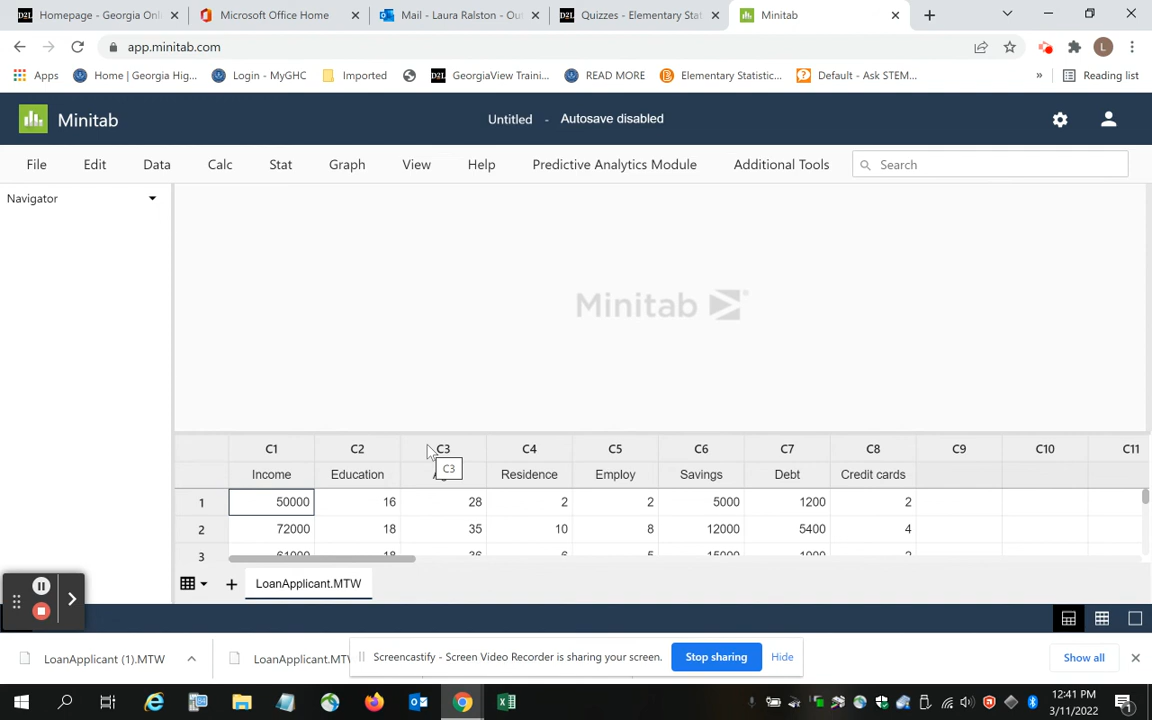 Homepage - Georgia Onli
Microsoft Office Home
Mail - Laura Ralston - Out
Quizzes - Elementary Stat
Minitab
app.minitab.com
L
Apps
Home | Georgia Hig...
Login - MyGHC
Imported
D2L
GeorgiaView Traini...
READ MORE
Elementary Statistic...
Default - Ask STEM...
»
Reading list
Minitab
Untitled - Autosave disabled
File Edit Data Calc Stat Graph View Help Predictive Analytics Module Additional Tools Search
Navigator
Minitab
C1 C2 C3 C4 C5 C6 C7 C8 C9 C10 C11
C3
Income Education Residence Employ Savings Debt Credit cards
1 50000 16 28 2 2 5000 1200 2
2 72000 18 35 10 8 12000 5400 4
3
LoanApplicant.MTW
LoanApplicant (1).MTW
LoanApplicant.MTW
Screencastify - Screen Video Recorder is sharing your screen.
Stop sharing
Hide
Show all
12:41 PM
3/11/2022
1